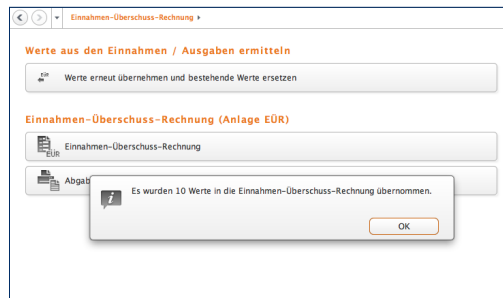 Einnahmen-Überschuss-Rechnung
Werte aus den Einnahmen / Ausgaben ermitteln
Werte erneut übernehmen und bestehende Werte ersetzen
Einnahmen-Überschuss-Rechnung (Anlage EÜR)
EÜR
Einnahmen-Überschuss-Rechnung
Abgab
Es wurden 10 Werte in die Einnahmen-Überschuss-Rechnung übernommen.
OK